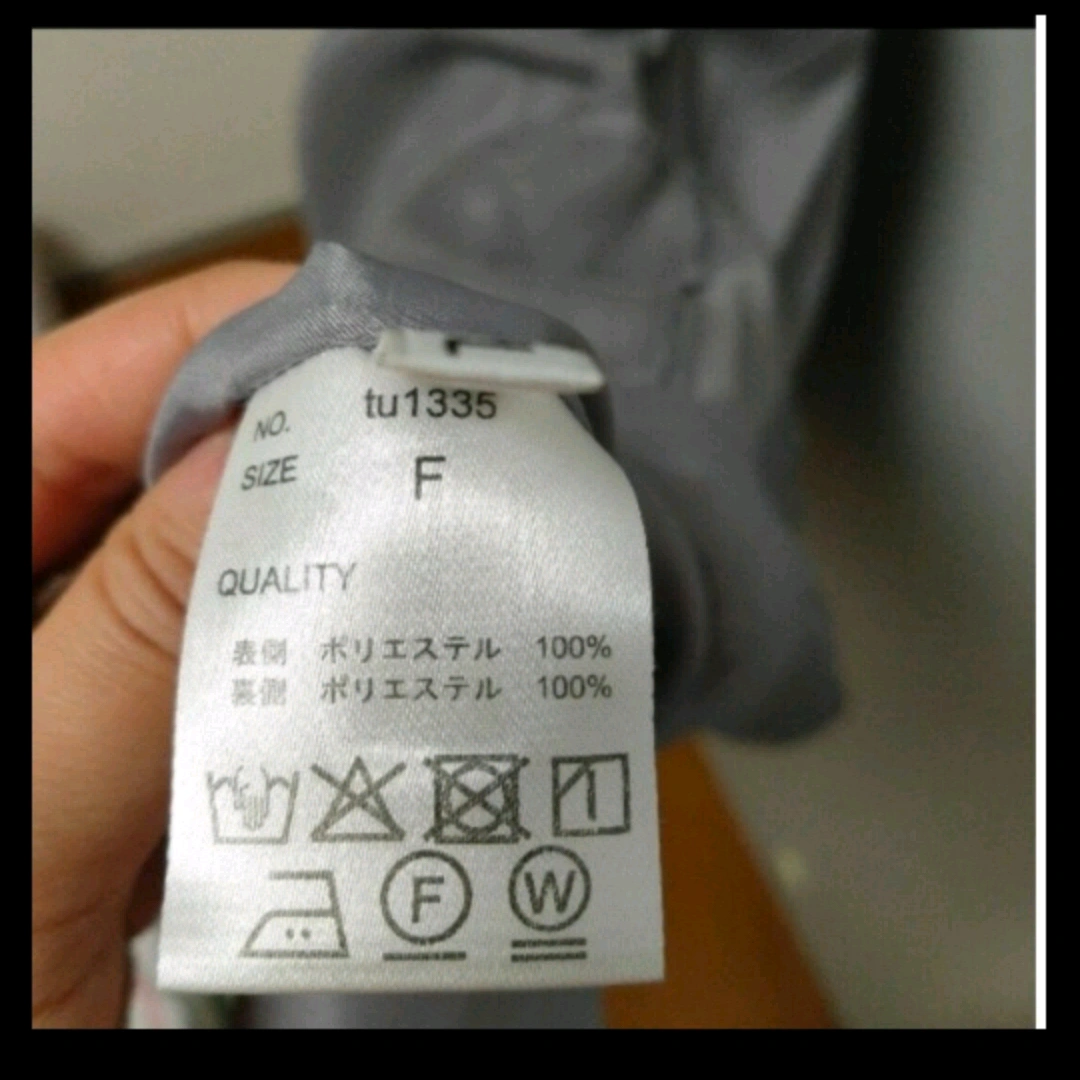 NO. tu1335
SIZE F
QUALITY
表側 ポリエステル 100%
裏側 ポリエステル 100%
F W